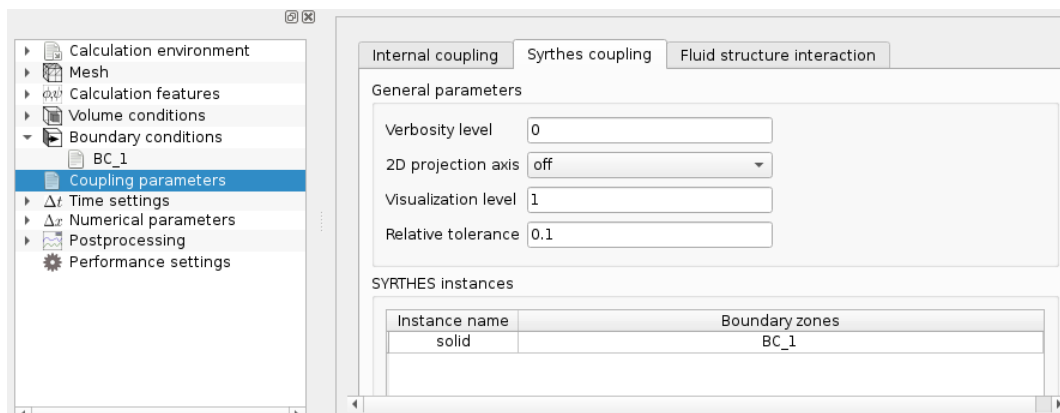 Calculation environment
Mesh
Calculation features
Volume conditions
Boundary conditions
BC_1
Coupling parameters
Δt Time settings
Δx Numerical parameters
Postprocessing
Performance settings
Internal coupling Syrthes coupling Fluid structure interaction
General parameters
Verbosity level 0
2D projection axis off
Visualization level 1
Relative tolerance 0.1
SYRTHES instances
Instance name Boundary zones
solid BC_1